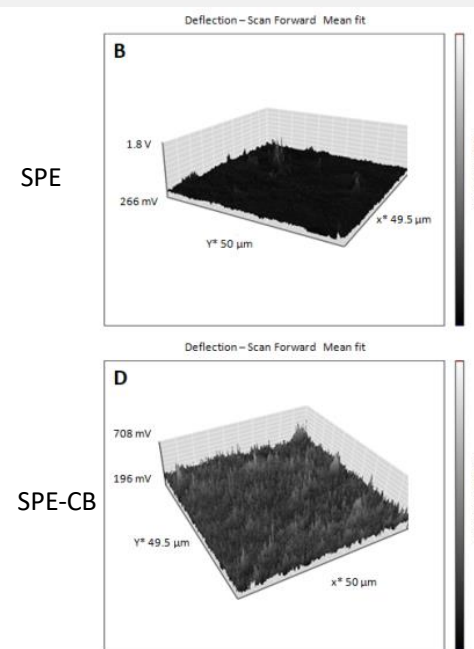 Deflection – Scan Forward Mean fit
B
1.8 V
SPE
266 mV
x* 49.5 µm
Y* 50 µm
Deflection – Scan Forward Mean fit
D
708 mV
196 mV
SPE-CB
Y* 49.5 µm
x* 50 µm